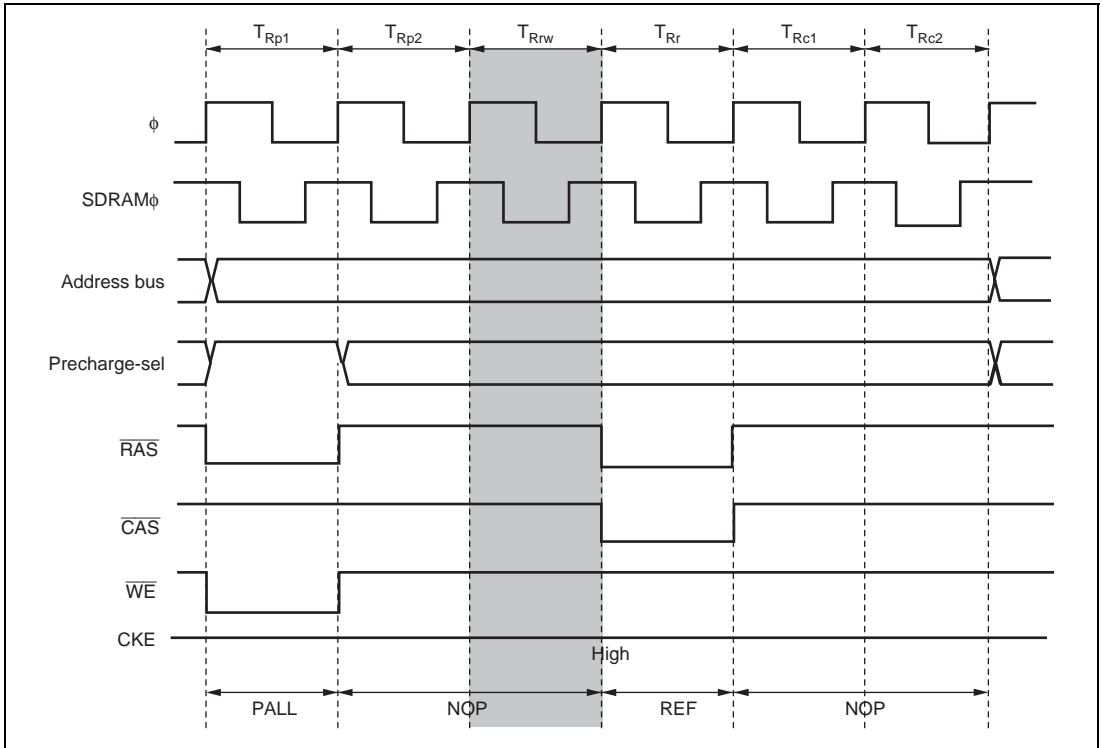 TRp1 TRp2 TRrw TRr TRc1 TRc2
ϕ
SDRAMϕ
Address bus
Precharge-sel
RAS
CAS
WE
CKE
High
PALL NOP REF NOP